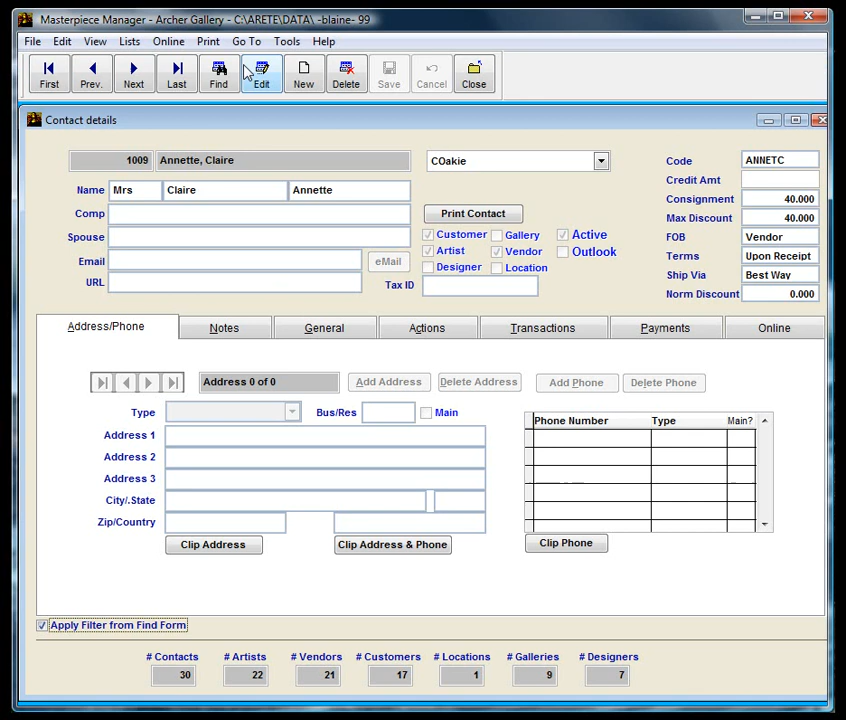 Masterpiece Manager - Archer Gallery - C:\ARETE\DATA\ -blaine- 99
File Edit View Lists Online Print Go To Tools Help
First Prev. Next Last Find Edit New Delete Save Cancel Close
Contact details
1009 Annette, Claire COakie Code ANNETC
Credit Amt
Name Mrs Claire Annette Consignment 40.000
Comp Print Contact Max Discount 40.000
Spouse Customer Gallery Active FOB Vendor
Email eMail Artist Vendor Outlook Terms Upon Receipt
URL Designer Location Ship Via Best Way
Tax ID Norm Discount 0.000
Address/Phone Notes General Actions Transactions Payments Online
Address 0 of 0 Add Address Delete Address Add Phone Delete Phone
Type Bus/Res Main Phone Number Type Main?
Address 1
Address 2
Address 3
City/.State
Zip/Country
Clip Address Clip Address & Phone Clip Phone
Apply Filter from Find Form
# Contacts # Artists # Vendors # Customers # Locations # Galleries # Designers
30 22 21 17 1 9 7